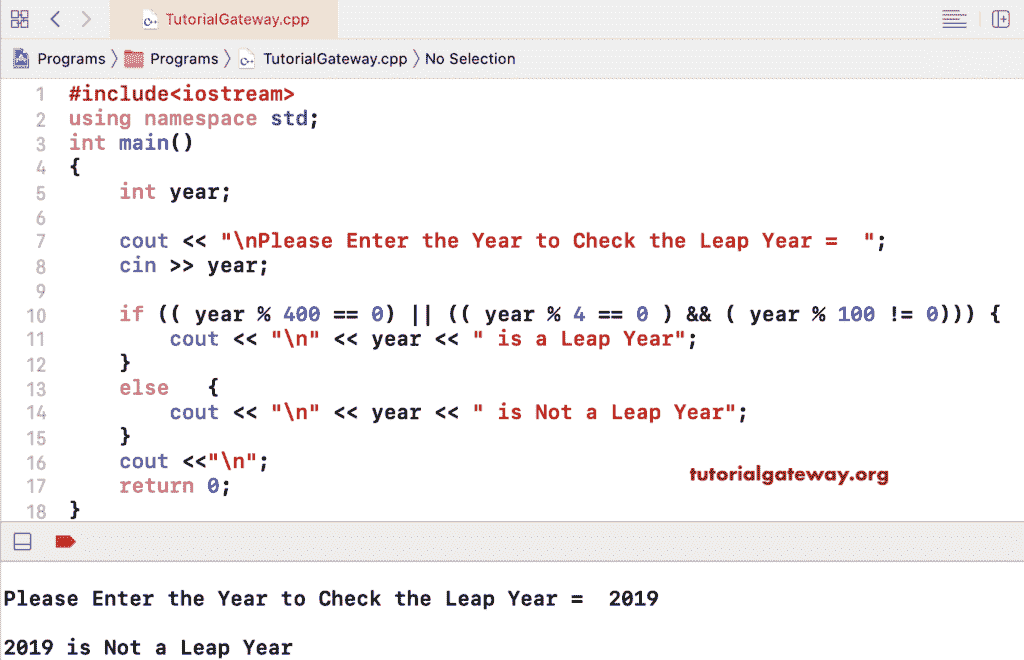 TutorialGateway.cpp
Programs Programs TutorialGateway.cpp No Selection
1 #include<iostream>
2 using namespace std;
3 int main()
4 {
5     int year;
6
7     cout << "\nPlease Enter the Year to Check the Leap Year =  ";
8     cin >> year;
9
10     if (( year % 400 == 0) || (( year % 4 == 0 ) && ( year % 100 != 0))) {
11         cout << "\n" << year << " is a Leap Year";
12     }
13     else   {
14         cout << "\n" << year << " is Not a Leap Year";
15     }
16     cout <<"\n";
17     return 0;
18 }
tutorialgateway.org
Please Enter the Year to Check the Leap Year =  2019
2019 is Not a Leap Year